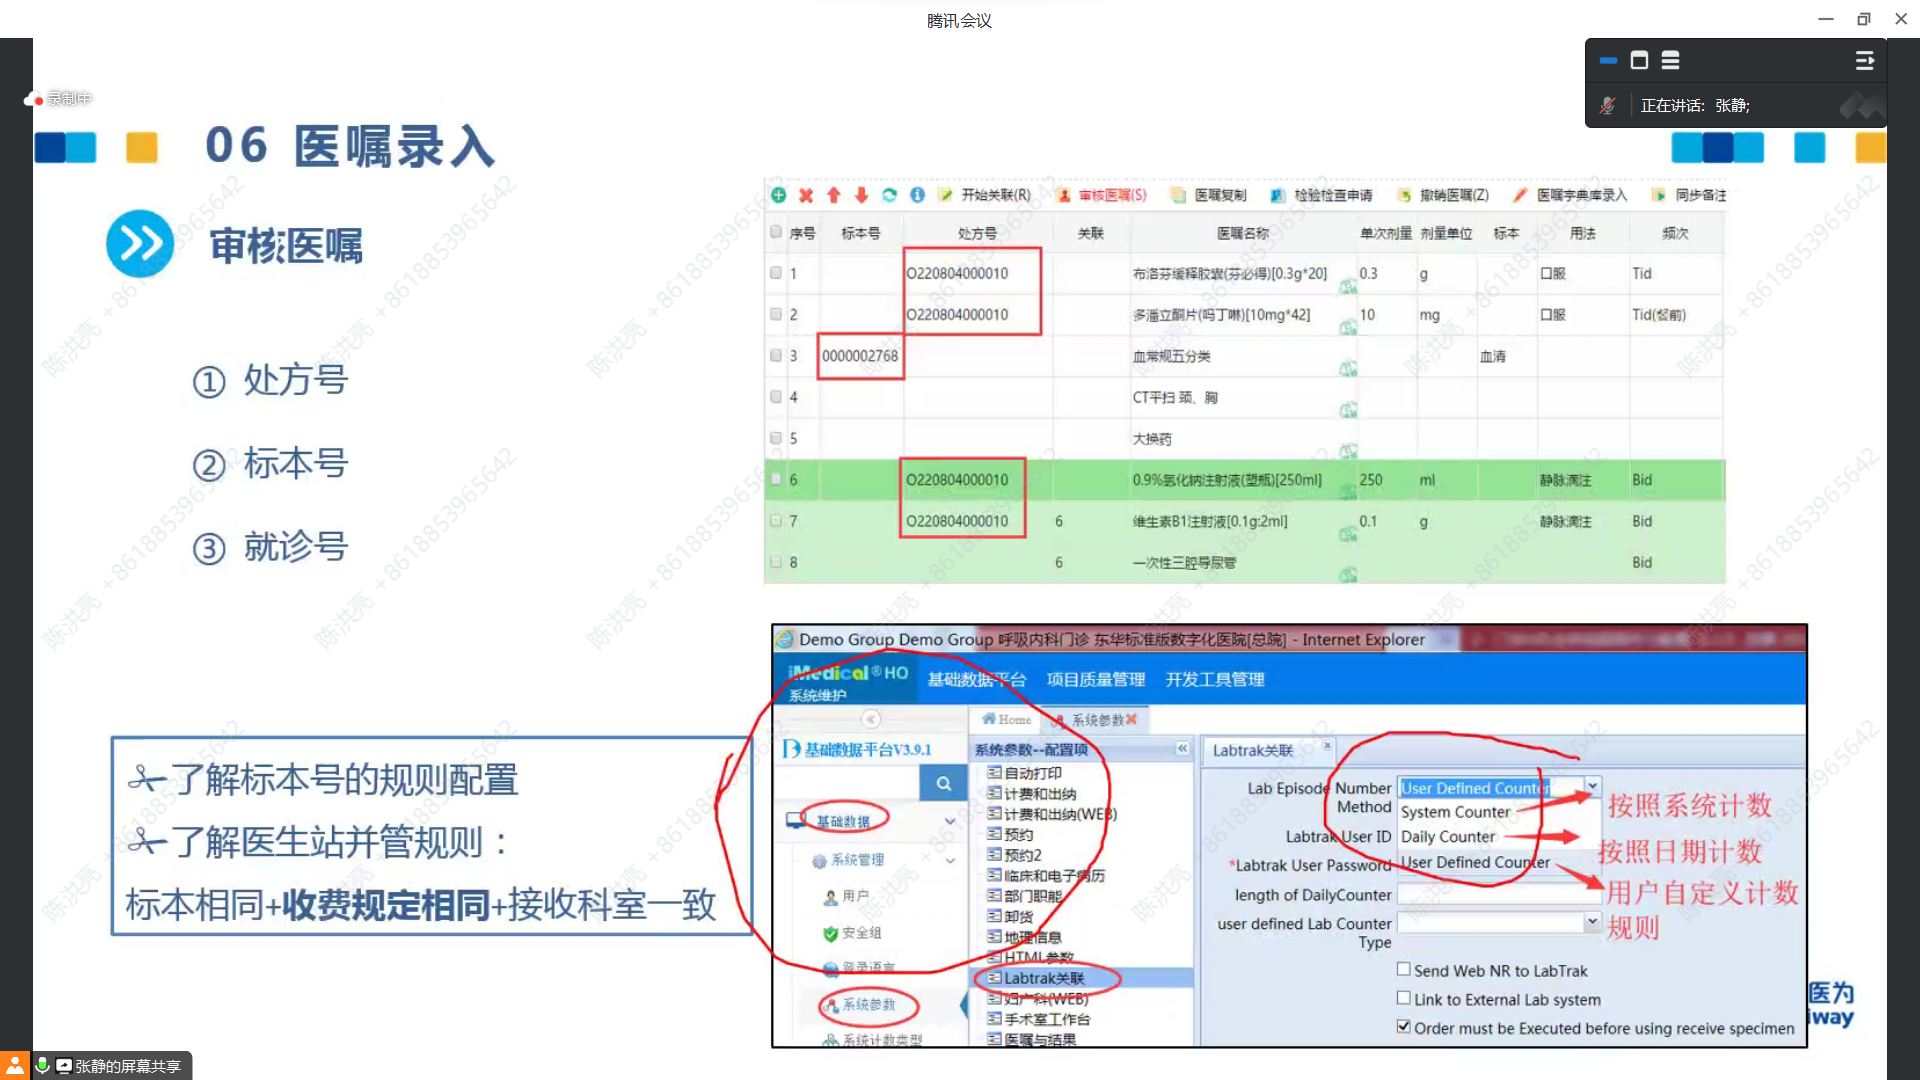 腾讯会议
录制中
正在讲话: 张静;
06 医嘱录入
审核医嘱
① 处方号
② 标本号
③ 就诊号
开始关联(R) 审核医嘱(S) 医嘱复制 检验检查申请 撤销医嘱(Z) 医嘱字典库录入 同步备注
序号 标本号 处方号 关联 医嘱名称 单次剂量 剂量单位 标本 用法 频次
1 O220804000010 布洛芬缓释胶囊(芬必得)[0.3g*20] 0.3 g 口服 Tid
2 O220804000010 多潘立酮片(吗丁啉)[10mg*42] 10 mg 口服 Tid(餐前)
3 0000002768 血常规五分类 血清
4 CT平扫 颈、胸
5 大换药
6 O220804000010 0.9%氯化钠注射液(塑瓶)[250ml] 250 ml 静脉滴注 Bid
7 O220804000010 6 维生素B1注射液[0.1g:2ml] 0.1 g 静脉滴注 Bid
8 6 一次性三腔导尿管 Bid
了解标本号的规则配置
了解医生站并管规则：
标本相同+收费规定相同+接收科室一致
Demo Group Demo Group 呼吸内科门诊 东华标准版数字化医院[总院] - Internet Explorer
iMedical®HO
系统维护
基础数据平台 项目质量管理 开发工具管理
Home 系统参数
基础数据平台V3.9.1
基础数据
系统管理
用户
安全组
登录语言
系统参数
系统计数类型
系统参数--配置项
自动打印
计费和出纳
计费和出纳(WEB)
预约
预约2
临床和电子病历
部门职能
卸货
地理信息
HTML参数
Labtrak关联
妇产科(WEB)
手术室工作台
医嘱与结果
Labtrak关联
Lab Episode Number Method
User Defined Counter
System Counter
Daily Counter
User Defined Counter
Labtrak User ID
*Labtrak User Password
length of DailyCounter
user defined Lab Counter Type
Send Web NR to LabTrak
Link to External Lab system
Order must be Executed before using receive specimen
按照系统计数
按照日期计数
用户自定义计数
规则
医为
iway
张静的屏幕共享
陈洪亮 +8618853965642